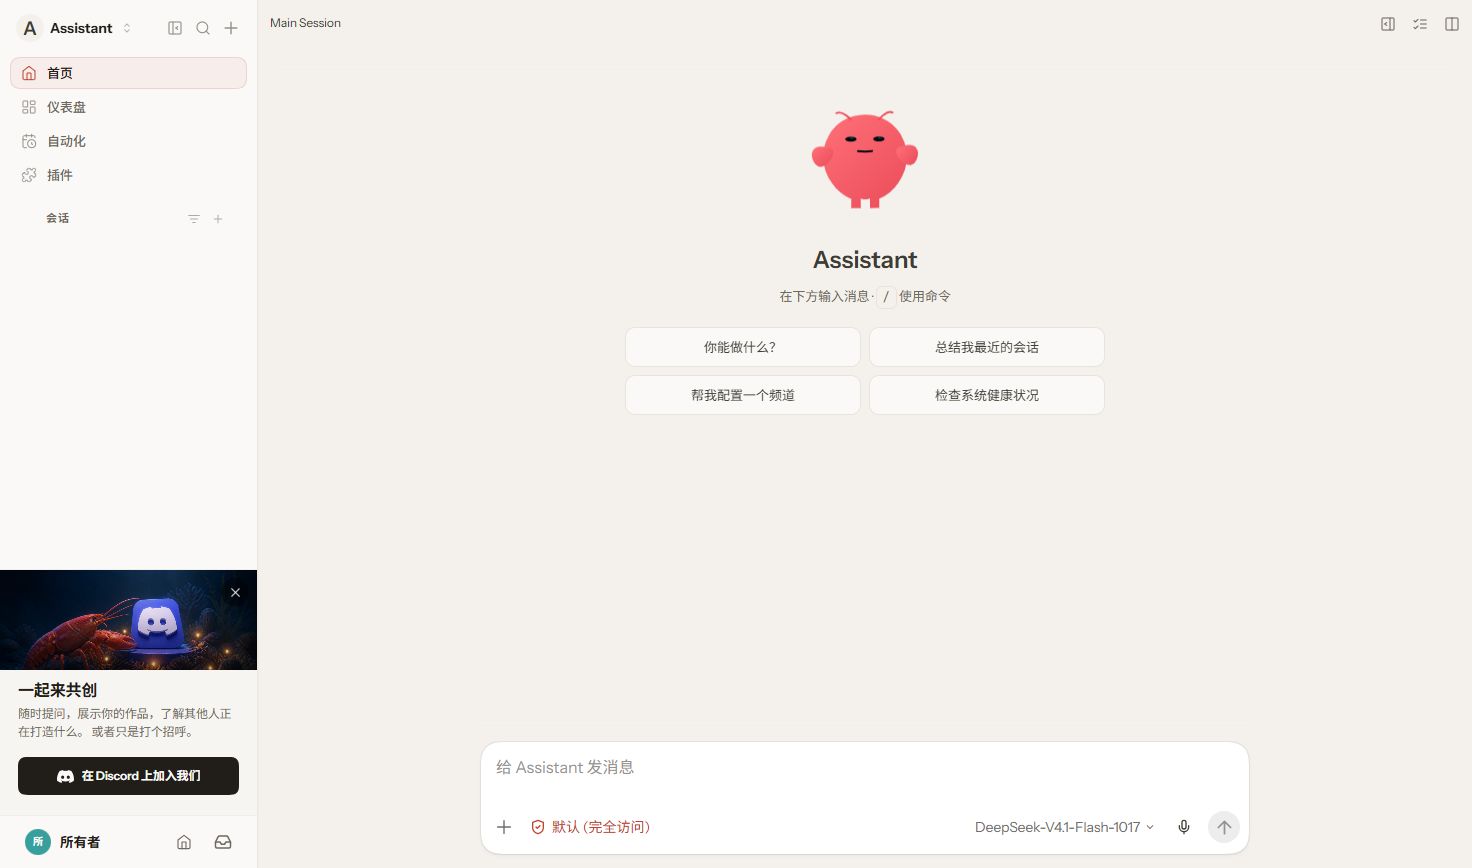 A Assistant
首页
仪表盘
自动化
插件
会话
一起来共创
随时提问，展示你的作品，了解其他人正
在打造什么。 或者只是打个招呼。
在 Discord 上加入我们
所 所有者
Main Session
Assistant
在下方输入消息 · / 使用命令
你能做什么？
总结我最近的会话
帮我配置一个频道
检查系统健康状况
给 Assistant 发消息
默认 (完全访问)
DeepSeek-V4.1-Flash-1017